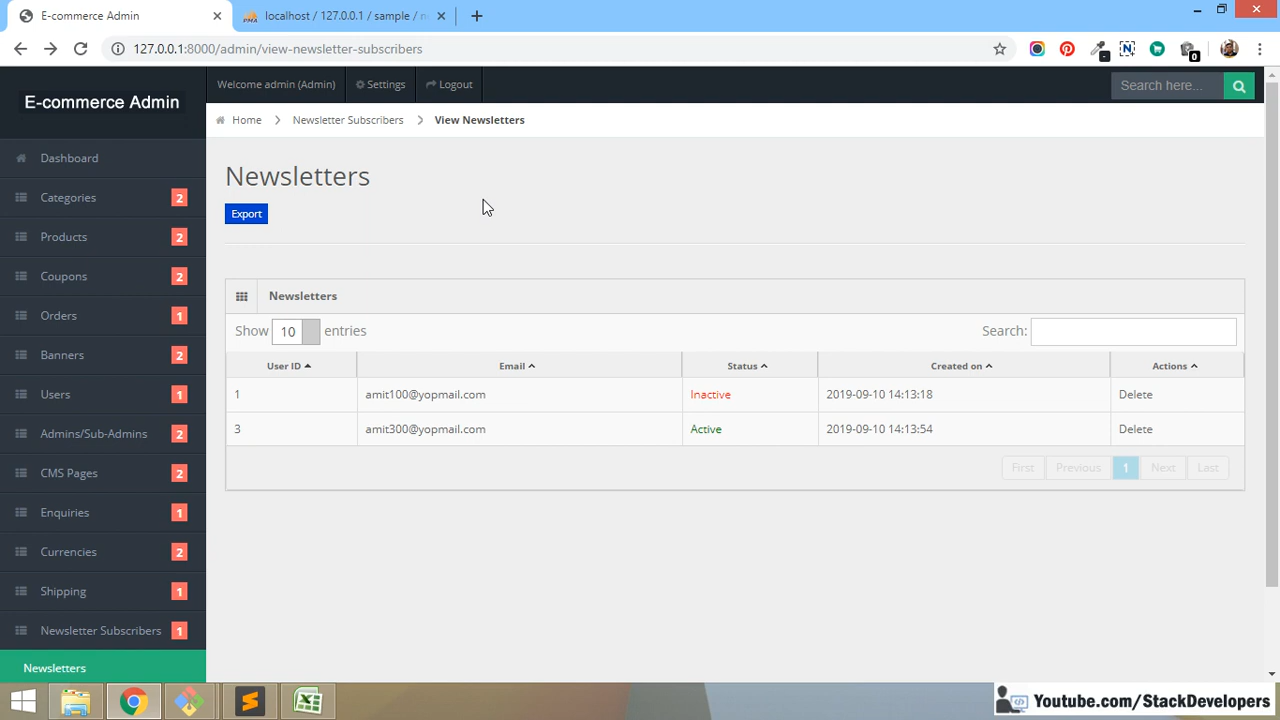 E-commerce Admin
localhost / 127.0.0.1 / sample /
127.0.0.1:8000/admin/view-newsletter-subscribers
0
E-commerce Admin
Welcome admin (Admin)
Settings
Logout
Search here...
Home
Newsletter Subscribers
View Newsletters
Dashboard
Categories 2
Products 2
Coupons 2
Orders 1
Banners 2
Users 1
Admins/Sub-Admins 2
CMS Pages 2
Enquiries 1
Currencies 2
Shipping 1
Newsletter Subscribers 1
Newsletters
Newsletters
Export
Newsletters
Show 10 entries
Search:
User ID Email Status Created on Actions
1 amit100@yopmail.com Inactive 2019-09-10 14:13:18 Delete
3 amit300@yopmail.com Active 2019-09-10 14:13:54 Delete
First Previous 1 Next Last
Youtube.com/StackDevelopers